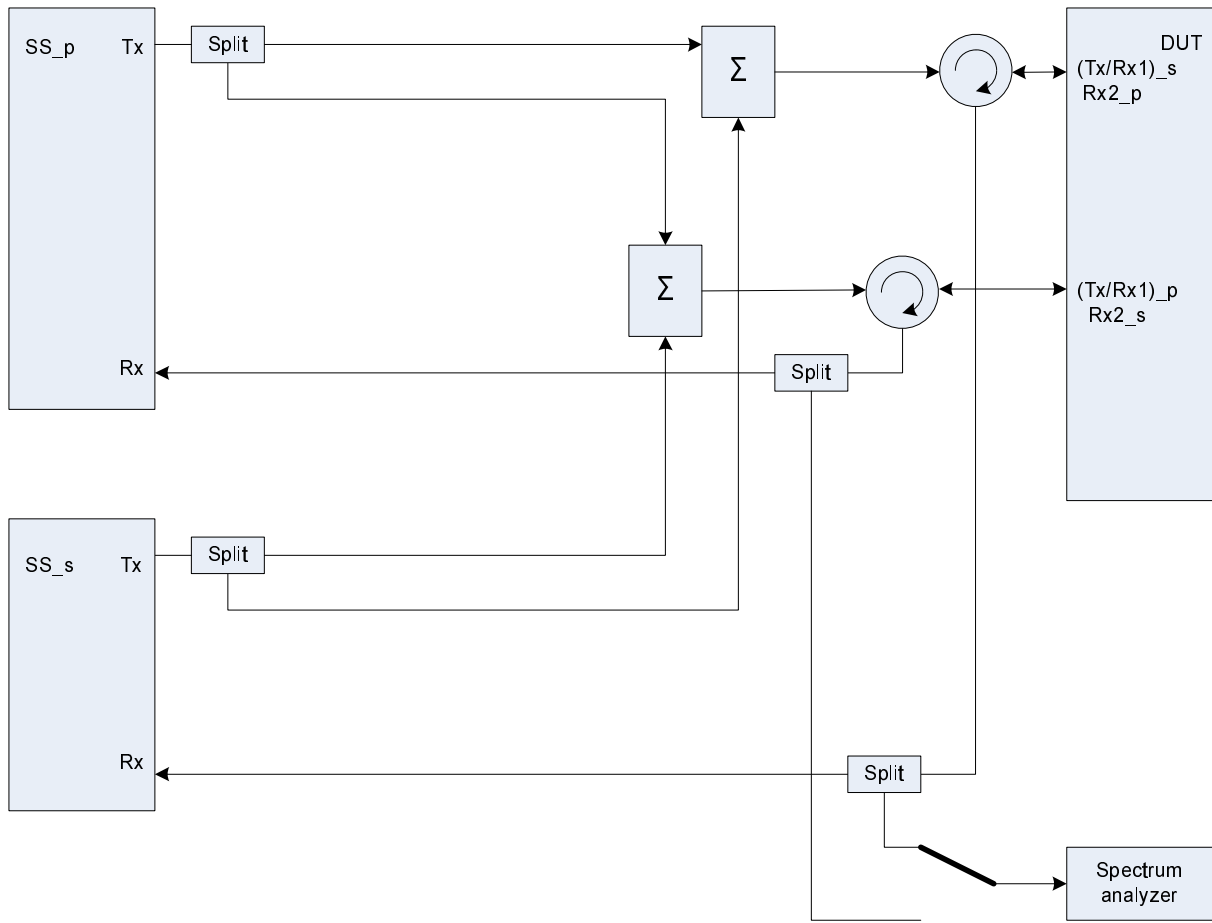 SS_p Tx
Split
Σ
DUT
(Tx/Rx1)_s
Rx2_p
Σ
(Tx/Rx1)_p
Rx2_s
Rx
Split
SS_s Tx
Split
Rx
Split
Spectrum
analyzer